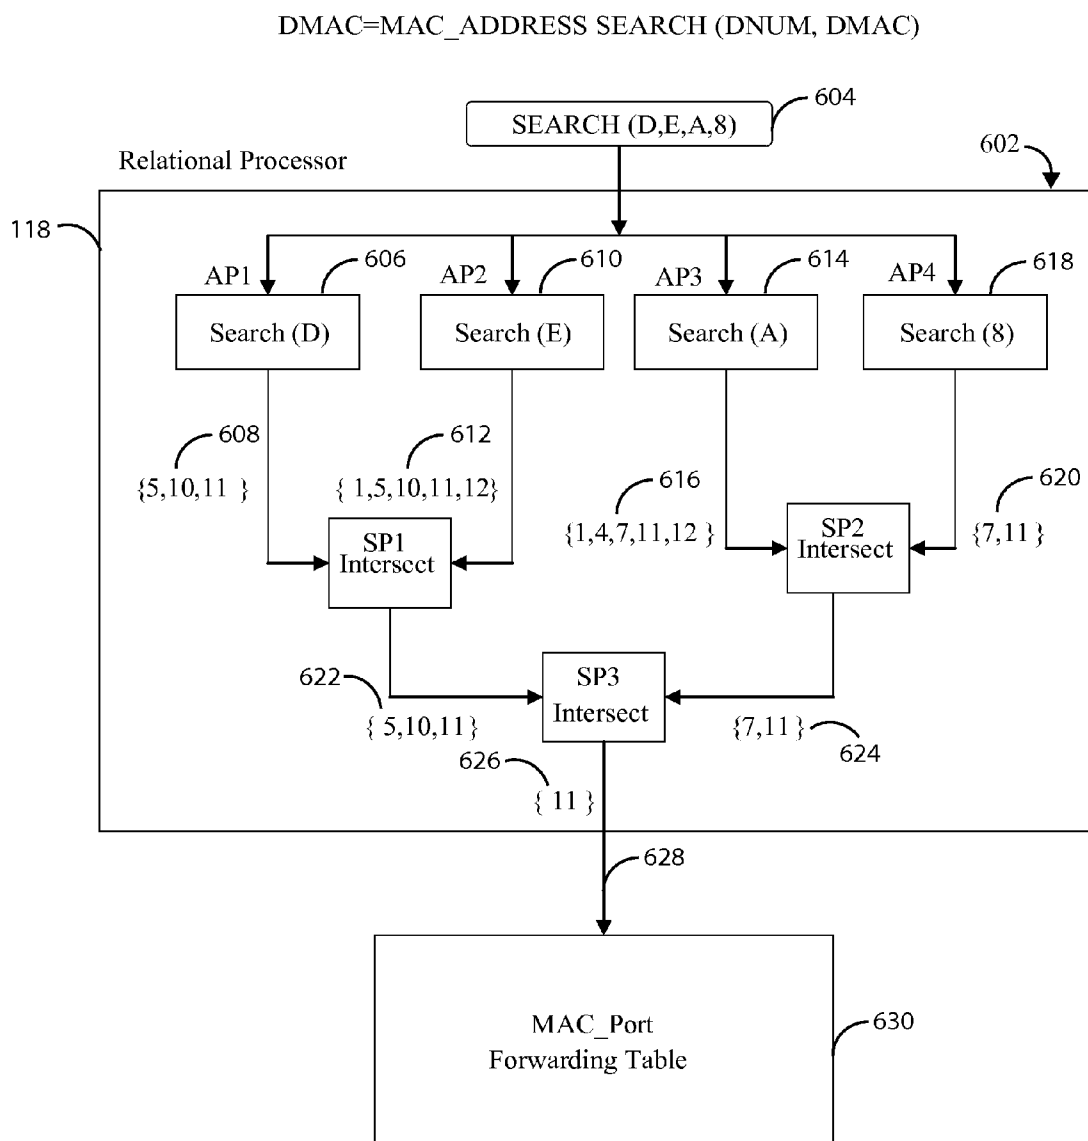 DMAC=MAC_ADDRESS SEARCH (DNUM, DMAC)
604
SEARCH (D,E,A,8)
Relational Processor
602
118
AP1
606
AP2
610
AP3
614
AP4
618
Search (D)
Search (E)
Search (A)
Search (8)
608
612
616
620
{5,10,11 }
{ 1,5,10,11,12}
{1,4,7,11,12 }
{7,11 }
SP1
Intersect
SP2
Intersect
622
SP3
Intersect
{ 5,10,11}
{7,11 }
624
626
{ 11 }
628
MAC_Port
Forwarding Table
630